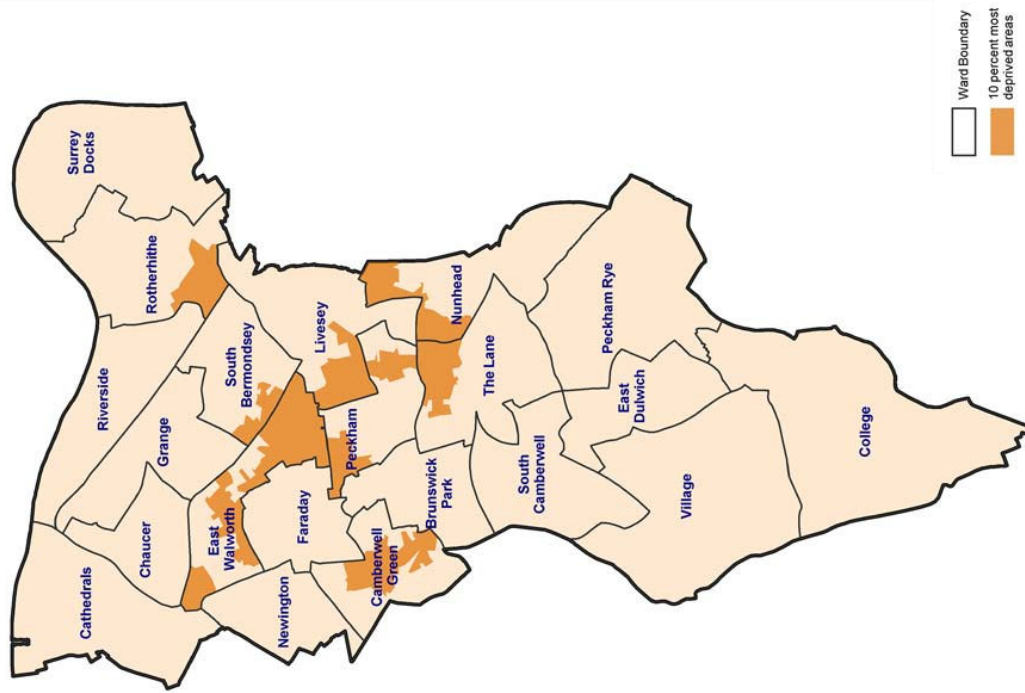 Surrey
Docks
Rotherhithe
Riverside
South
Bermondsey
Livesey
Nunhead
Grange
The Lane
Peckham Rye
Chaucer
East
Walworth
Faraday
Peckham
East
Dulwich
Cathedrals
Newington
Camberwell
Green
Brunswick
Park
South
Camberwell
Village
College
Ward Boundary
10 percent most
deprived areas